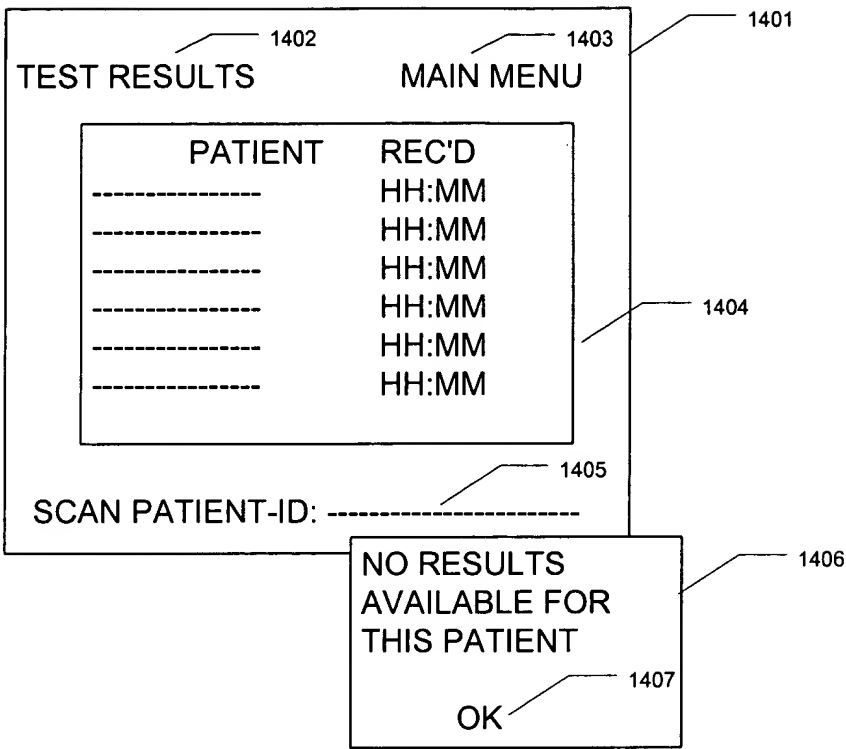 1401
1402
1403
TEST RESULTS
MAIN MENU
PATIENT REC'D
--------------- HH:MM
--------------- HH:MM
--------------- HH:MM
--------------- HH:MM
--------------- HH:MM
--------------- HH:MM
1404
1405
SCAN PATIENT-ID: -----------------------
NO RESULTS
AVAILABLE FOR
THIS PATIENT
1406
1407
OK